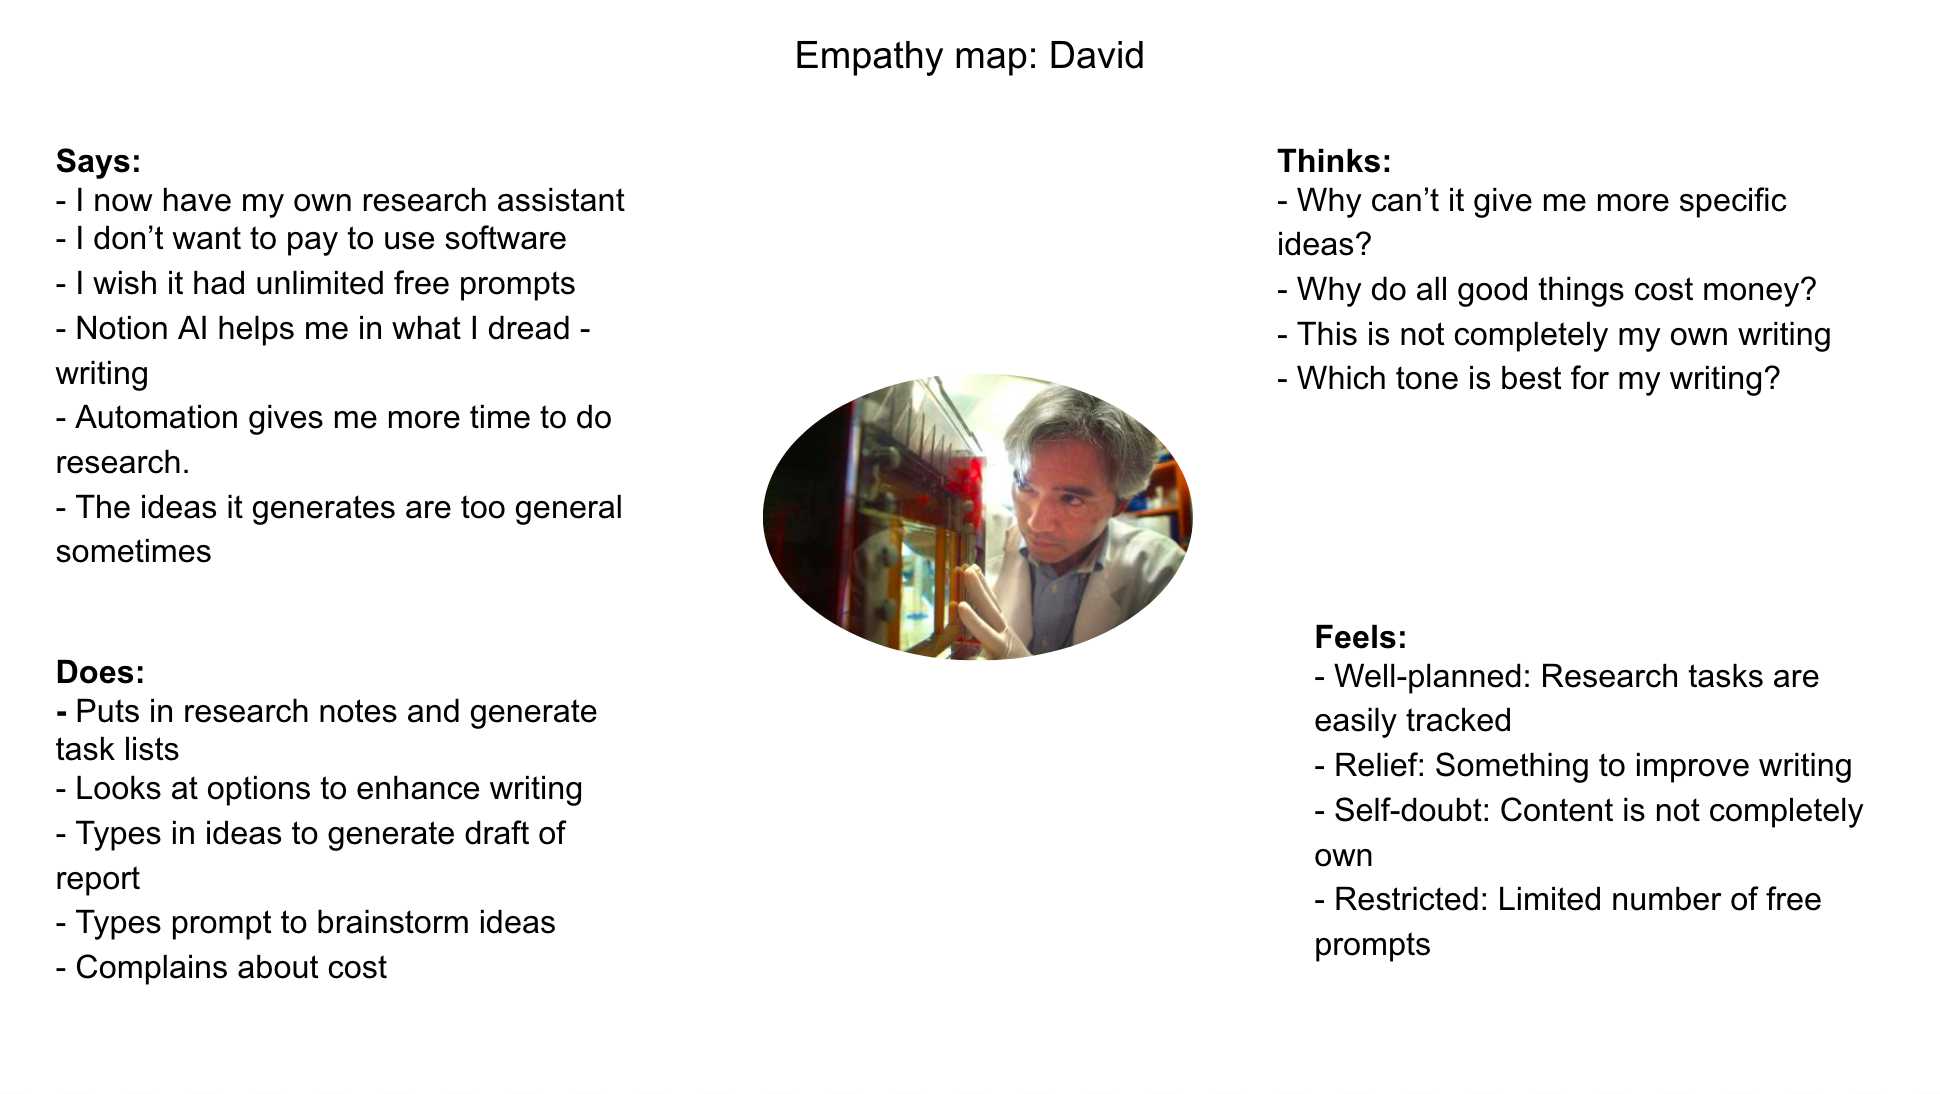 Empathy map: David
Says:
- I now have my own research assistant
- I don’t want to pay to use software
- I wish it had unlimited free prompts
- Notion AI helps me in what I dread -
writing
- Automation gives me more time to do
research.
- The ideas it generates are too general
sometimes
Does:
- Puts in research notes and generate
task lists
- Looks at options to enhance writing
- Types in ideas to generate draft of
report
- Types prompt to brainstorm ideas
- Complains about cost
Thinks:
- Why can’t it give me more specific
ideas?
- Why do all good things cost money?
- This is not completely my own writing
- Which tone is best for my writing?
Feels:
- Well-planned: Research tasks are
easily tracked
- Relief: Something to improve writing
- Self-doubt: Content is not completely
own
- Restricted: Limited number of free
prompts